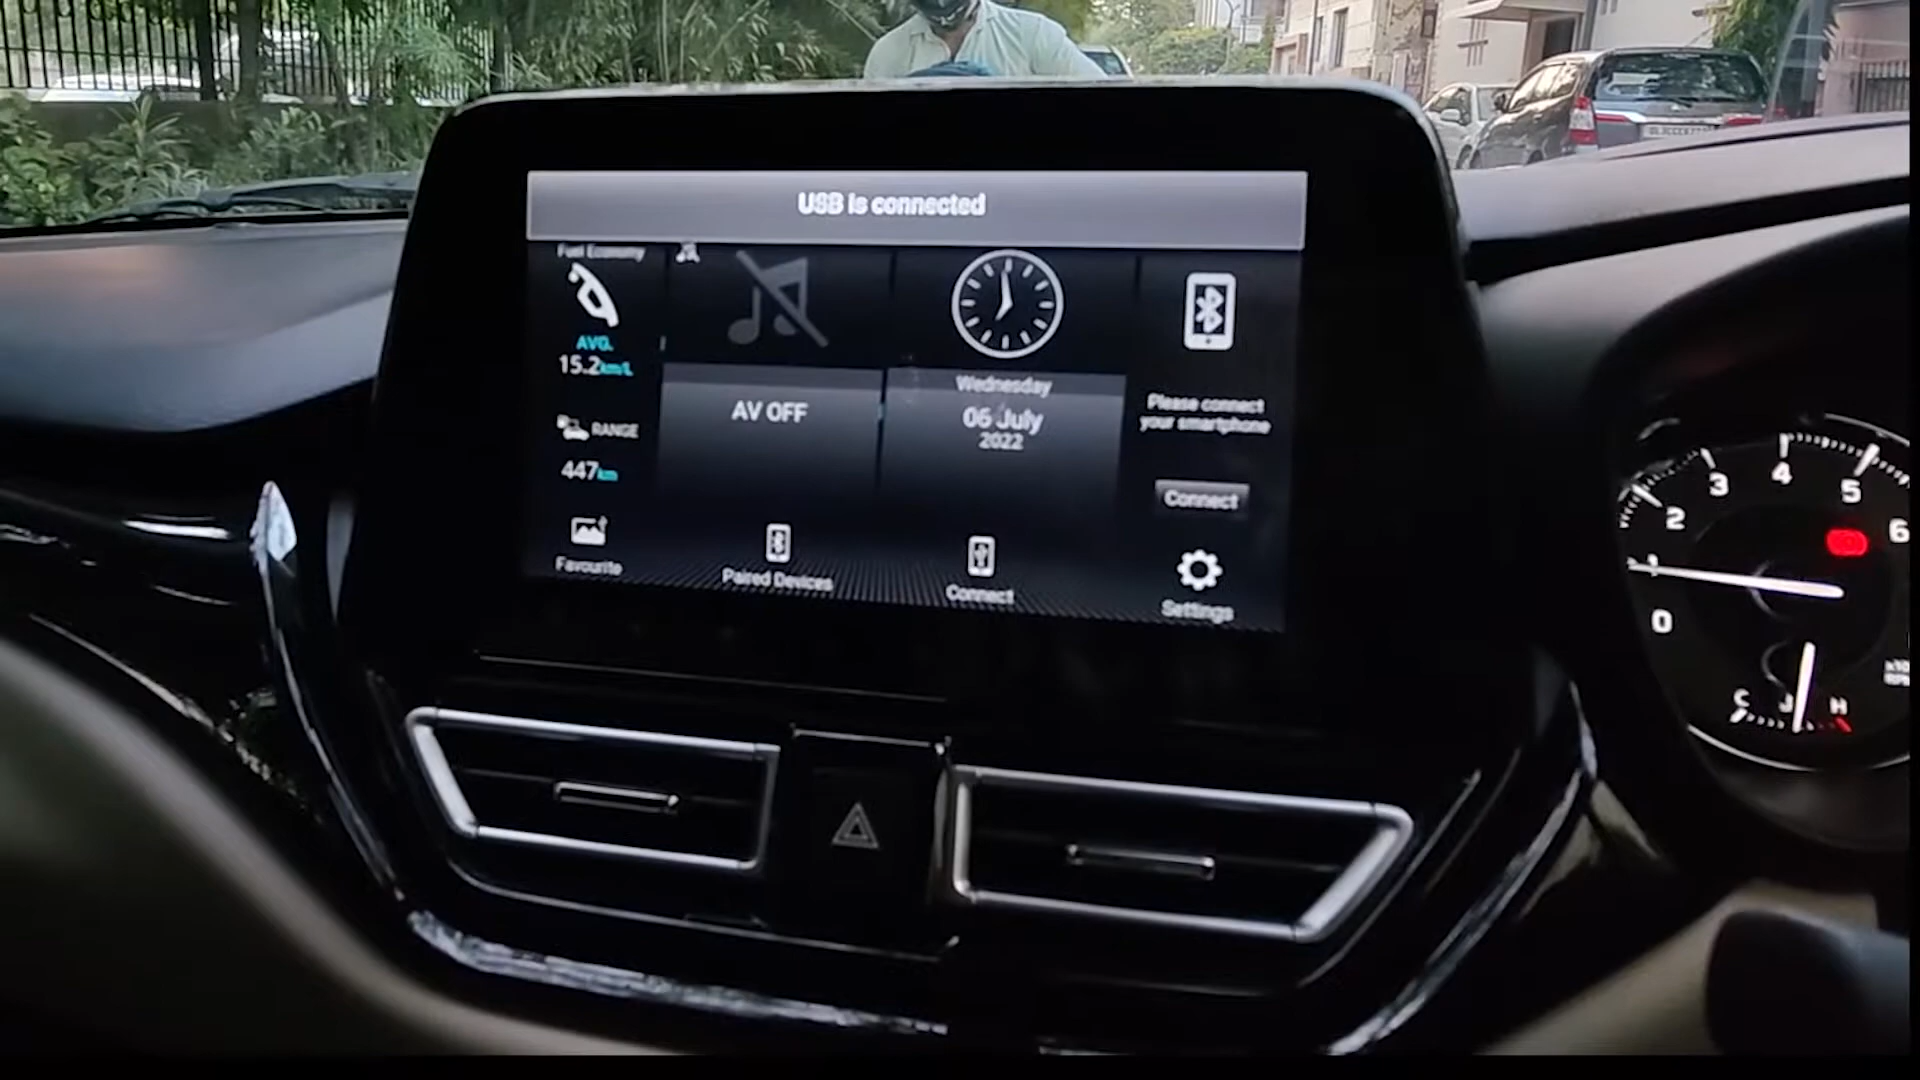 USB is connected
Fuel Economy
AVG.
15.2km/L
RANGE
447km
Favourite
AV OFF
Paired Devices
Wednesday
06 July
2022
Connect
Please connect
your smartphone
Connect
Settings
0
1
2
3
4
5
6
C
H